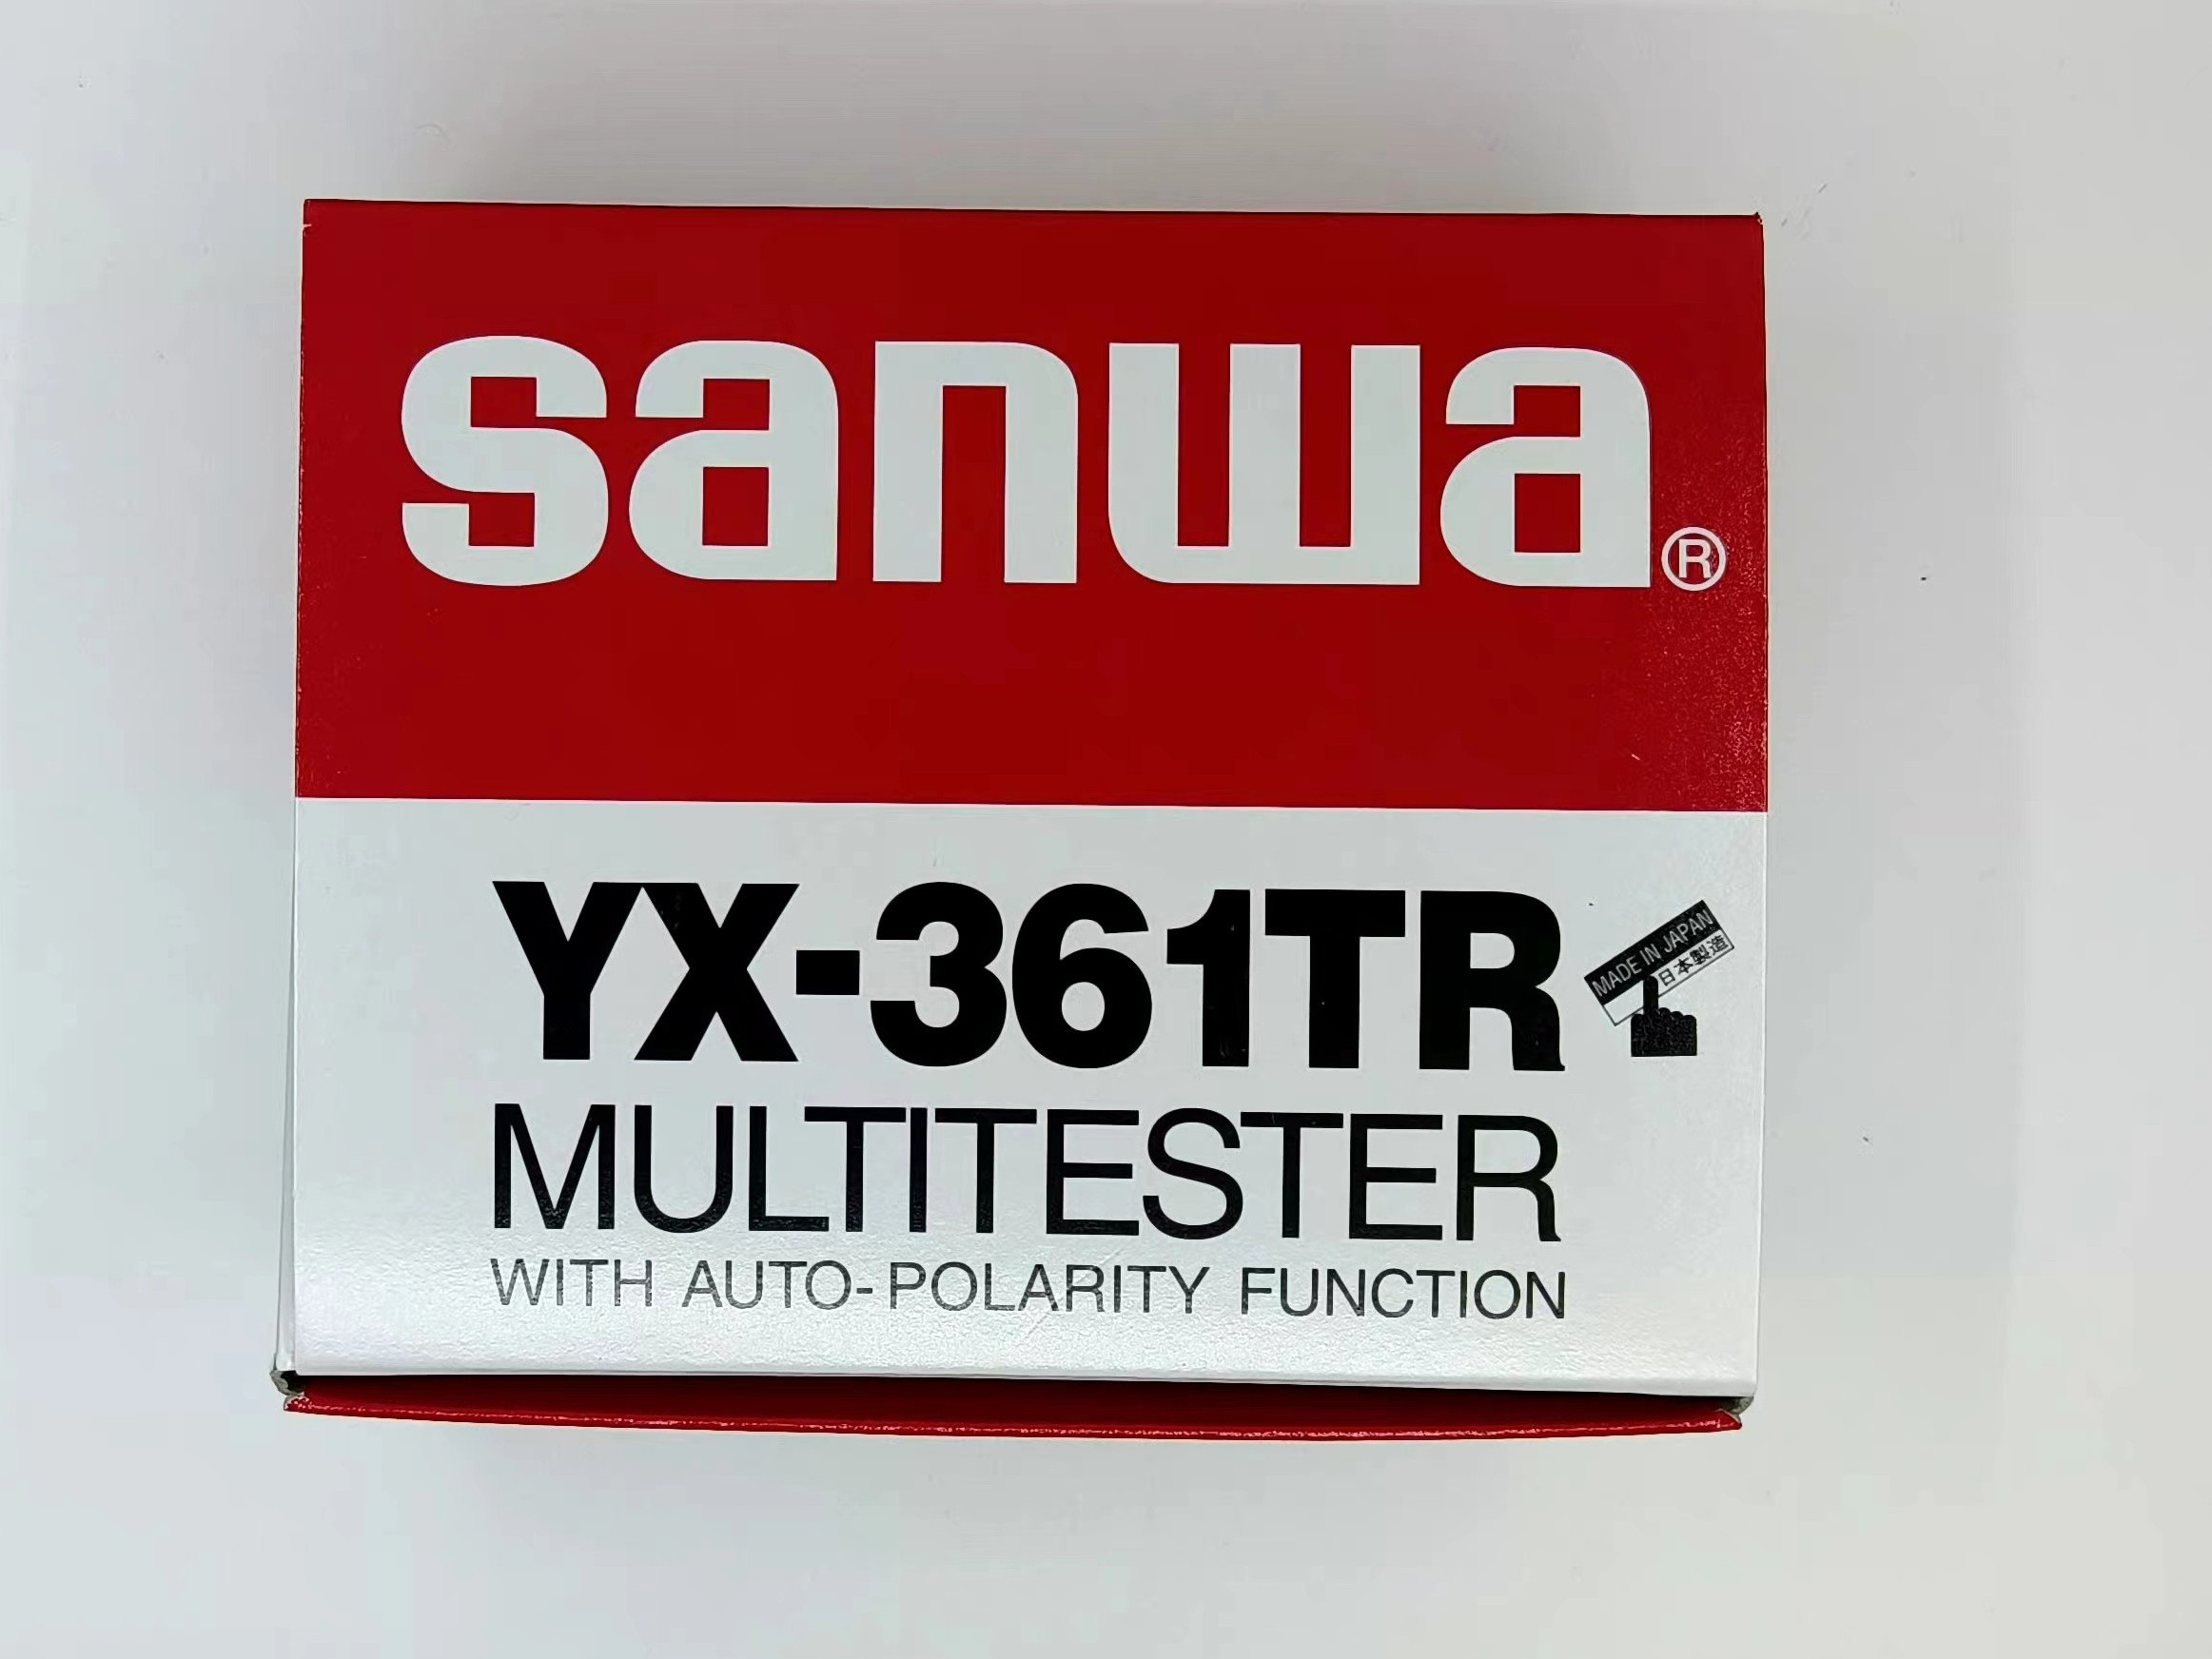 sanwa®
YX-361TR
MADE IN JAPAN
日本製造
MULTITESTER
WITH AUTO-POLARITY FUNCTION